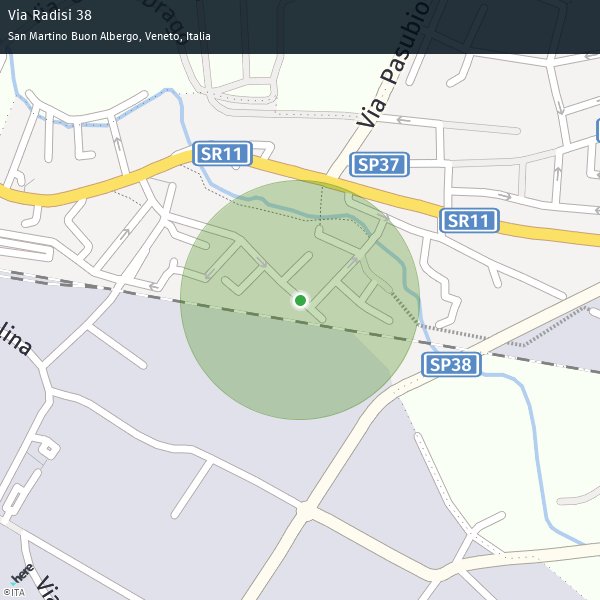 Via Radisi 38
San Martino Buon Albergo, Veneto, Italia
Via Pasubio
SR11
SP37
SR11
lina
SP38
here
Via
©ITA